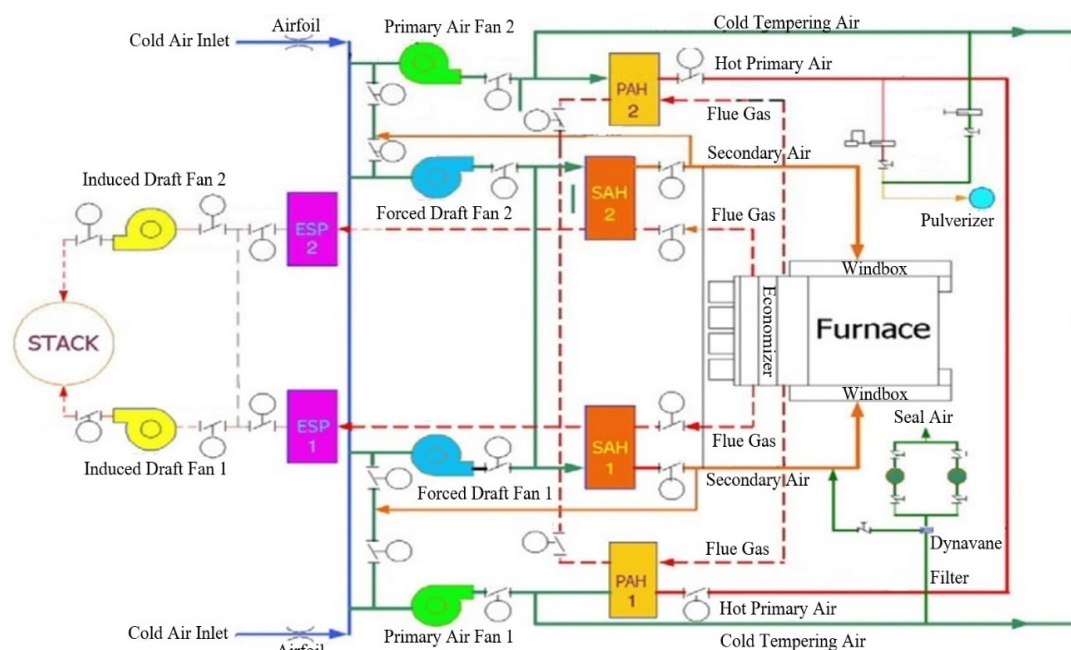 Airfoil
Primary Air Fan 2
Cold Tempering Air
Cold Air Inlet
Hot Primary Air
PAH
2
Flue Gas
Secondary Air
Induced Draft Fan 2
Forced Draft Fan 2
SAH
2
Pulverizer
ESP
2
Flue Gas
Windbox
STACK
Economizer
Furnace
Windbox
ESP
1
SAH
1
Flue Gas
Seal Air
Induced Draft Fan 1
Forced Draft Fan 1
Secondary Air
Flue Gas
Dynavane
PAH
1
Filter
Hot Primary Air
Cold Air Inlet
Primary Air Fan 1
Cold Tempering Air
Airfoil